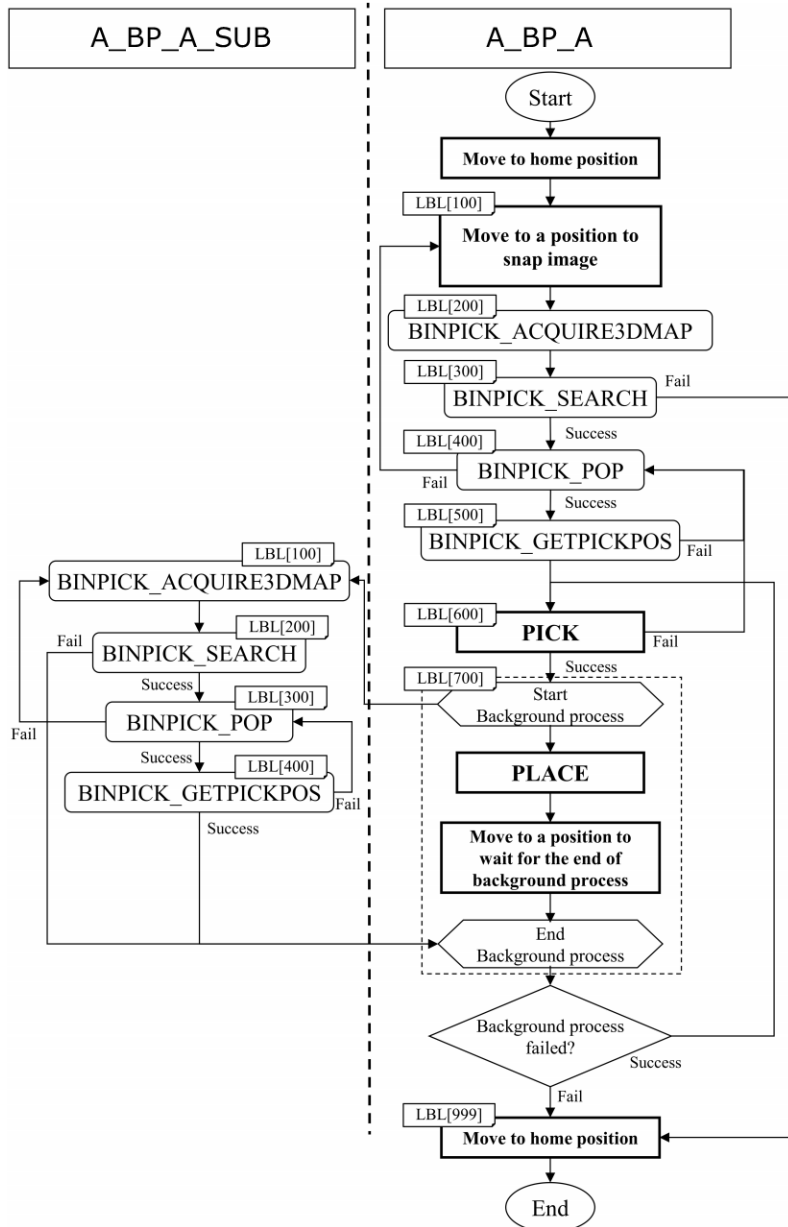 A_BP_A_SUB
A_BP_A
Start
Move to home position
LBL[100]
Move to a position to
snap image
LBL[200]
BINPICK_ACQUIRE3DMAP
LBL[300]
Fail
BINPICK_SEARCH
Success
LBL[400]
BINPICK_POP
Fail
Success
LBL[500]
BINPICK_GETPICKPOS
Fail
LBL[600]
PICK
Fail
Success
LBL[700]
Start
Background process
PLACE
Move to a position to
wait for the end of
background process
End
Background process
Background process
failed?
Success
Fail
LBL[999]
Move to home position
End
LBL[100]
BINPICK_ACQUIRE3DMAP
LBL[200]
Fail
BINPICK_SEARCH
Success
LBL[300]
BINPICK_POP
Fail
Success
LBL[400]
BINPICK_GETPICKPOS
Fail
Success